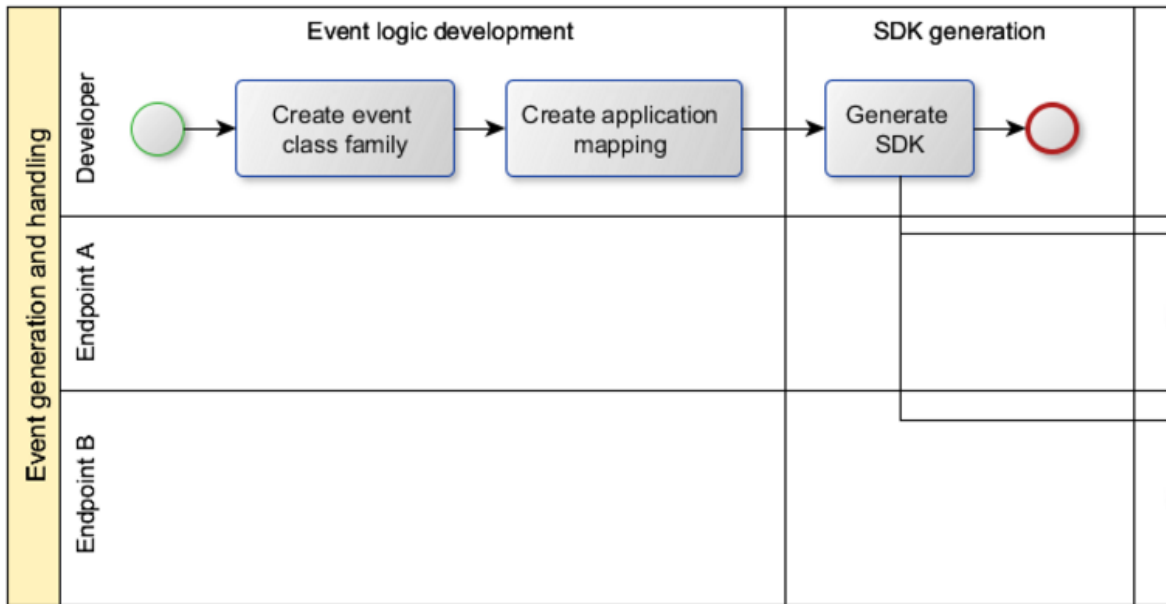 Event generation and handling
Event logic development
SDK generation
Developer
Create event
class family
Create application
mapping
Generate
SDK
Endpoint A
Endpoint B